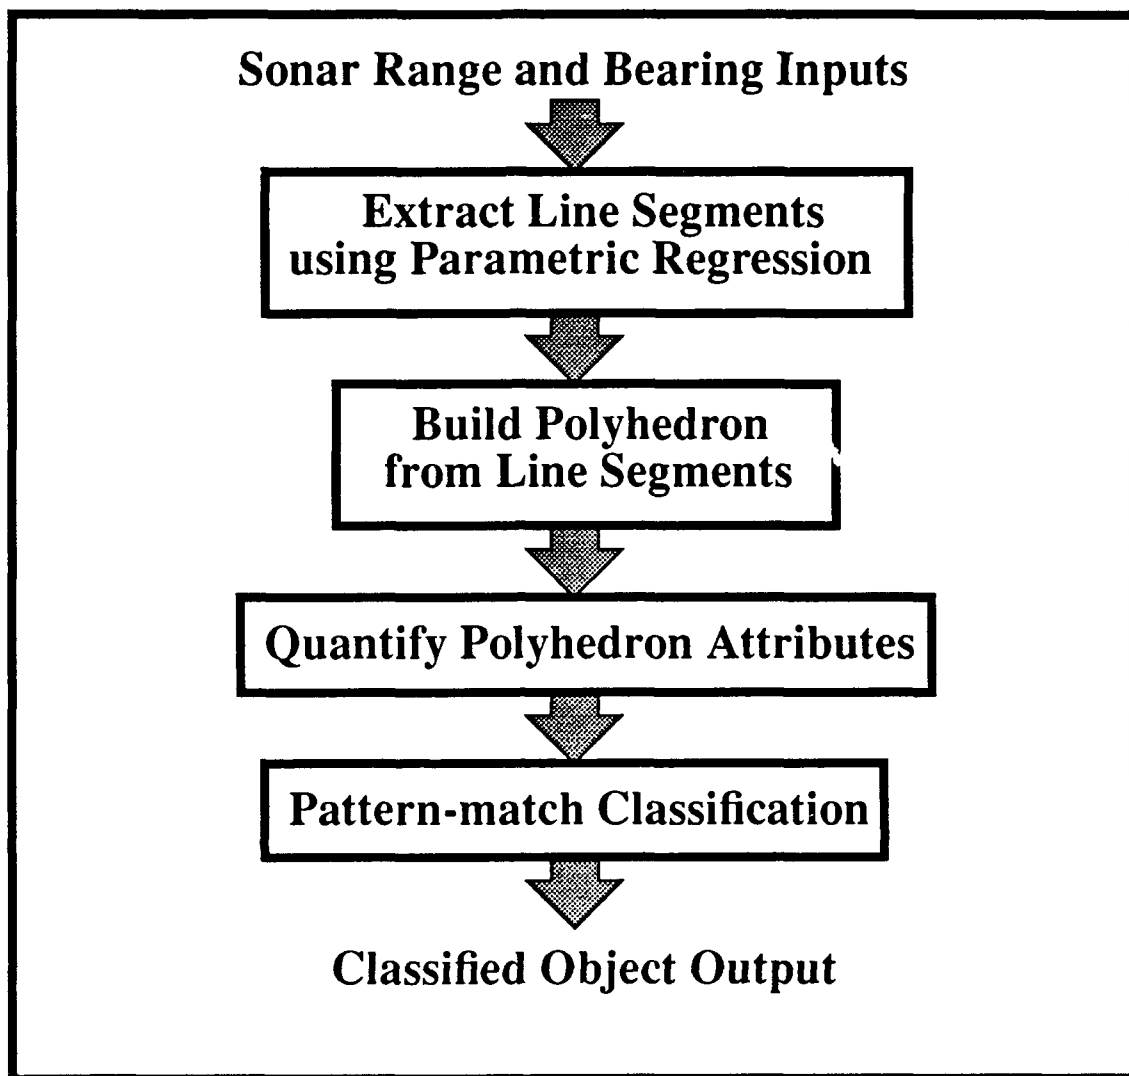 Sonar Range and Bearing Inputs
Extract Line Segments
using Parametric Regression
Build Polyhedron
from Line Segments
Quantify Polyhedron Attributes
Pattern-match Classification
Classified Object Output